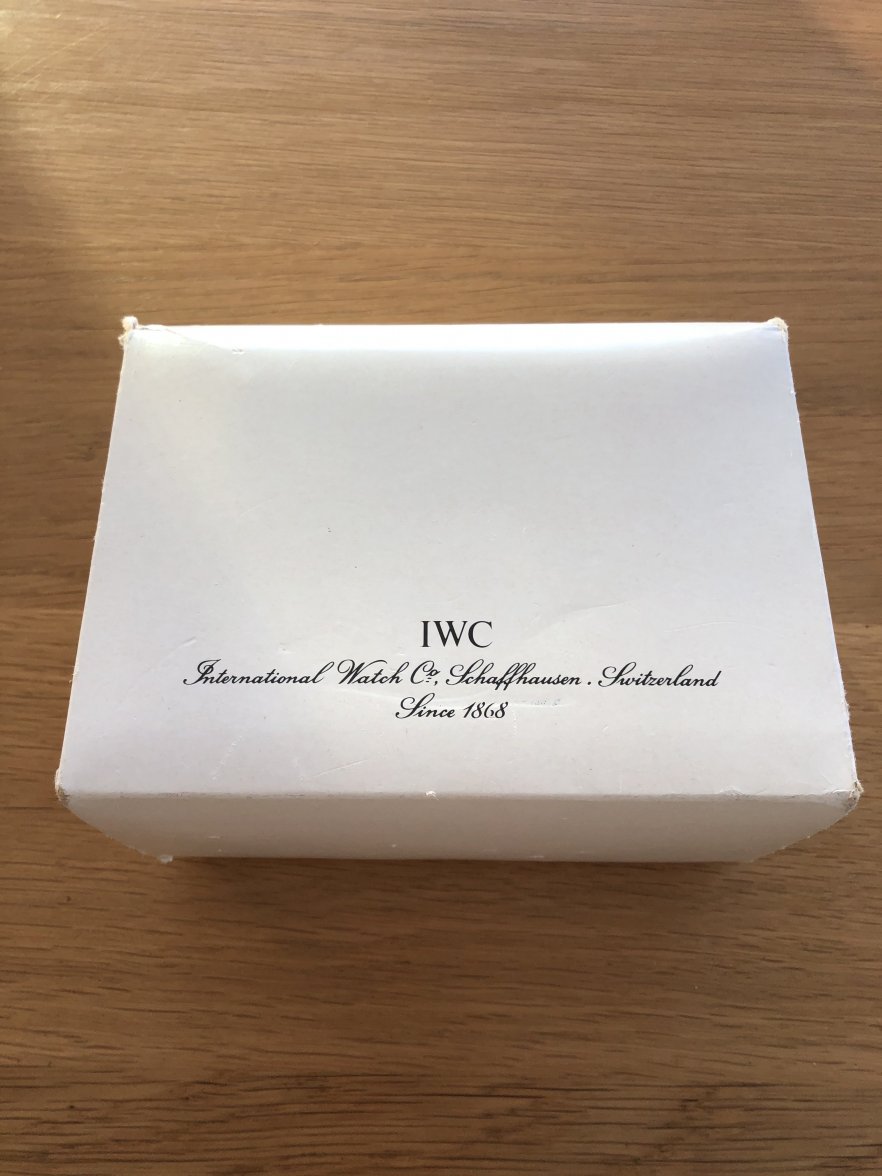 IWC
International Watch Co, Schaffhausen . Switzerland
Since 1868